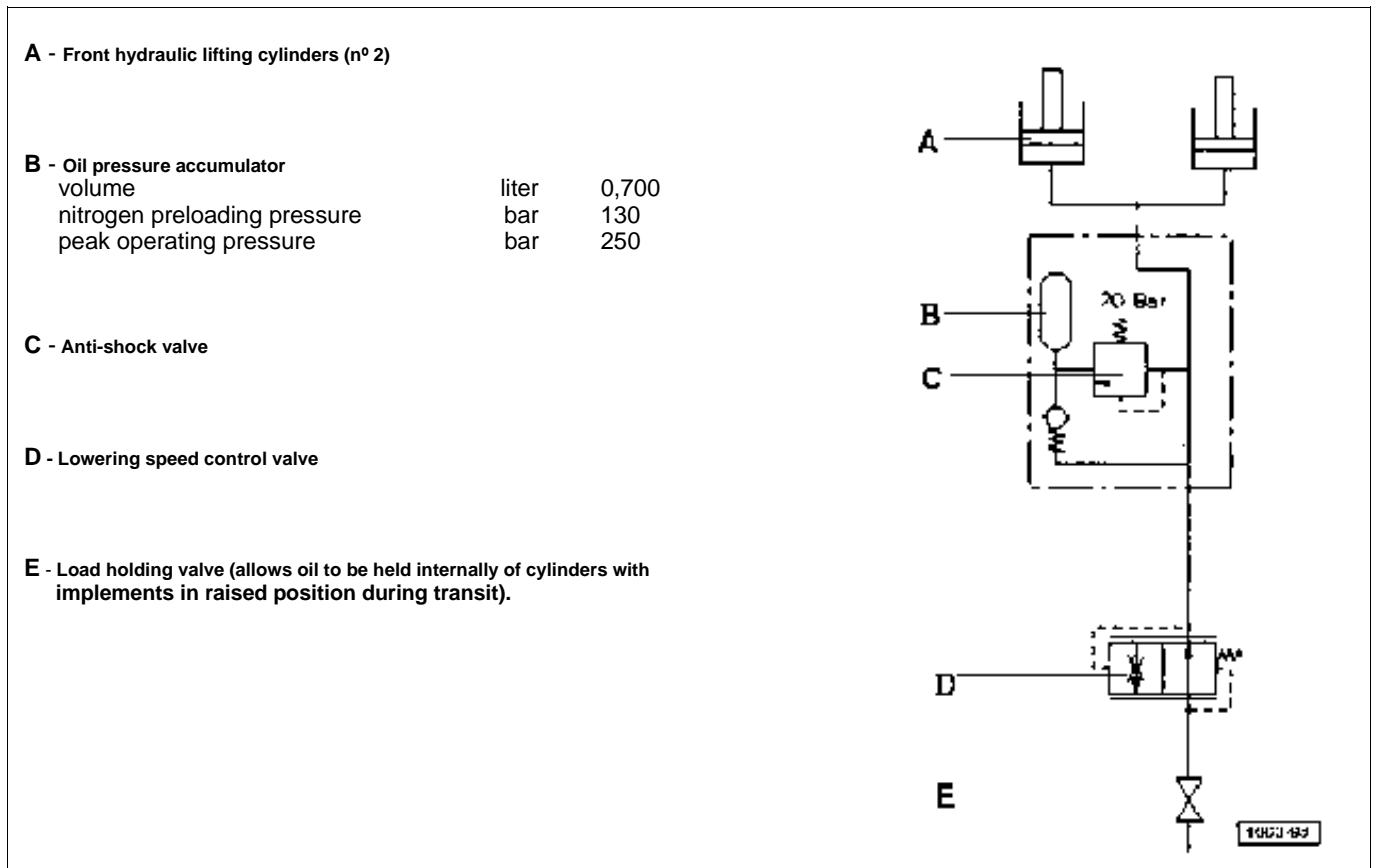 A - Front hydraulic lifting cylinders (nº 2)
B - Oil pressure accumulator
volume liter 0,700
nitrogen preloading pressure bar 130
peak operating pressure bar 250
C - Anti-shock valve
D - Lowering speed control valve
E - Load holding valve (allows oil to be held internally of cylinders with
implements in raised position during transit).
A
B
20 Bar
C
D
E